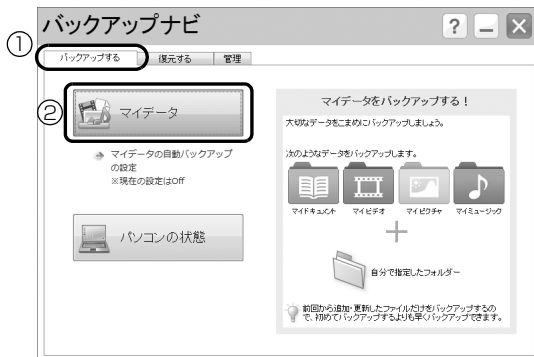 バックアップナビ
? – ×
①
バックアップする 復元する 管理
②
マイデータ
マイデータの自動バックアップ
の設定
※現在の設定はOff
パソコンの状態
マイデータをバックアップする!
大切なデータをこまめにバックアップしましょう。
次のようなデータをバックアップします。
マイドキュメント マイビデオ マイピクチャ マイミュージック
+
自分で指定したフォルダー
前回から追加・更新したファイルだけをバックアップするの
で、初めてバックアップするよりも早くバックアップできます。